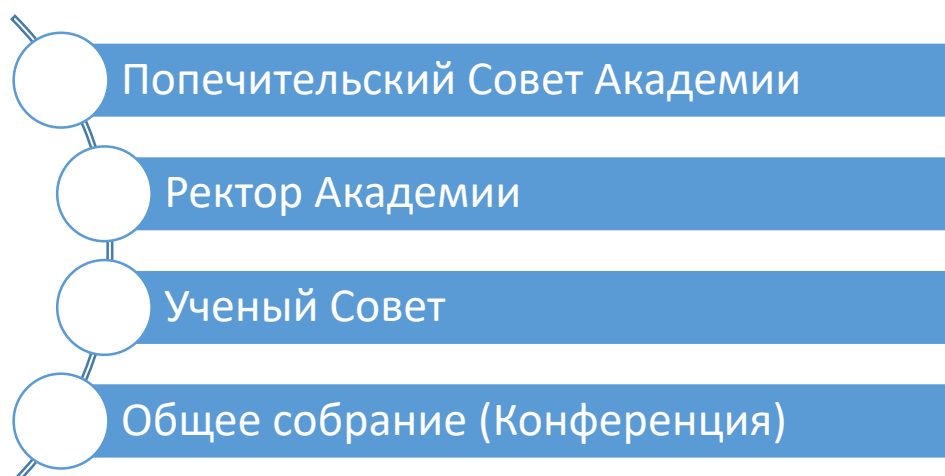 Попечительский Совет Академии
Ректор Академии
Ученый Совет
Общее собрание (Конференция)